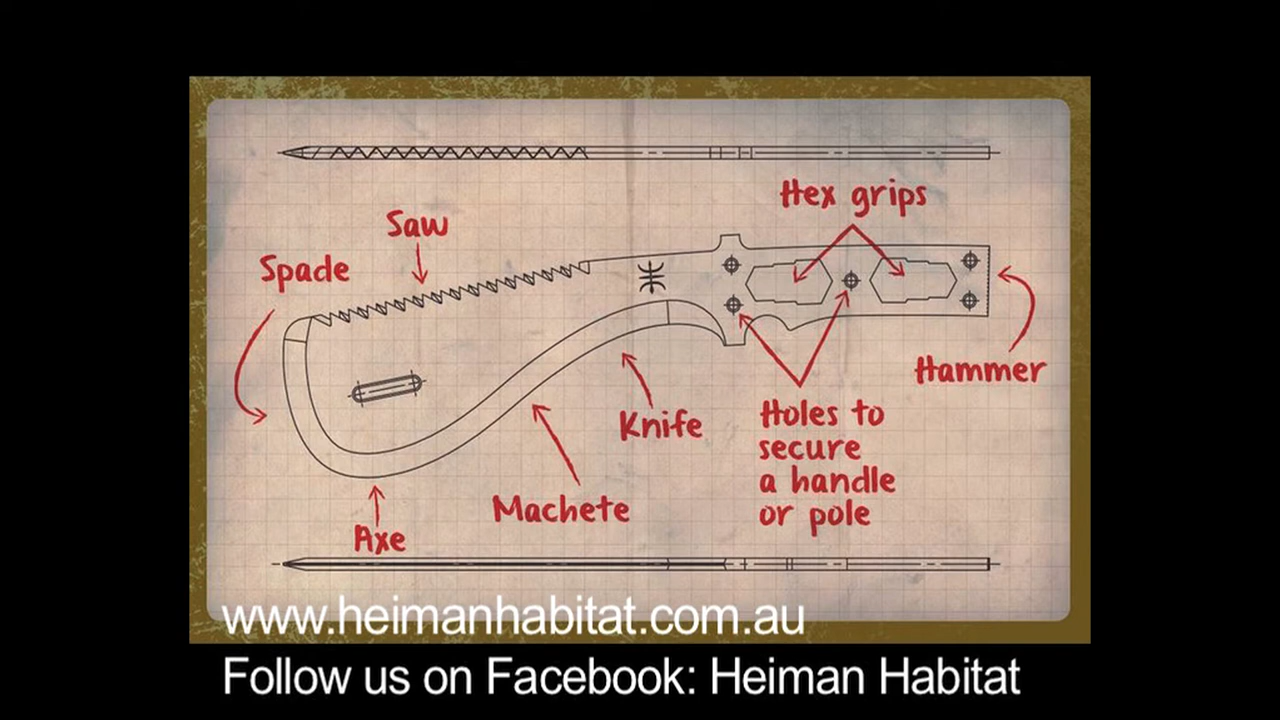 Hex grips
Saw
Spade
Hammer
Knife
Holes to
secure
a handle
or pole
Machete
Axe
www.heimanhabitat.com.au
Follow us on Facebook: Heiman Habitat